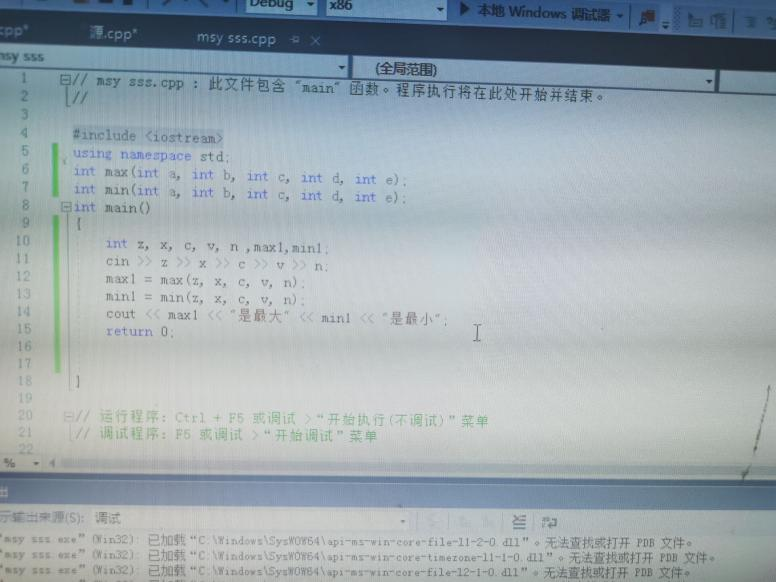 Debug x86 本地 Windows 调试器
cpp* 源.cpp* msy sss.cpp
msy sss (全局范围)
1 // msy sss.cpp : 此文件包含 "main" 函数。程序执行将在此处开始并结束。
2 //
3
4 #include <iostream>
5 using namespace std;
6 int max(int a, int b, int c, int d, int e);
7 int min(int a, int b, int c, int d, int e);
8 int main()
9 {
10 int z, x, c, v, n ,max1,min1;
11 cin >> z >> x >> c >> v >> n;
12 max1 = max(z, x, c, v, n);
13 min1 = min(z, x, c, v, n);
14 cout << max1 << "是最大" << min1 << "是最小";
15 return 0;
16
17
18 }
19
20 // 运行程序: Ctrl + F5 或调试 >“开始执行(不调试)”菜单
21 // 调试程序: F5 或调试 >“开始调试”菜单
22
%
出
示输出来源(S): 调试
"msy sss.exe" (Win32): 已加载“C:\Windows\SysWOW64\api-ms-win-core-file-l1-2-0.dll”。无法查找或打开 PDB 文件。
"msy sss.exe" (Win32): 已加载“C:\Windows\SysWOW64\api-ms-win-core-timezone-l1-1-0.dll”。无法查找或打开 PDB 文件。
"msy sss.exe" (Win32): 已加载“C:\Windows\SysWOW64\api-ms-win-core-file-l2-1-0.dll”。无法查找或打开 PDB 文件。